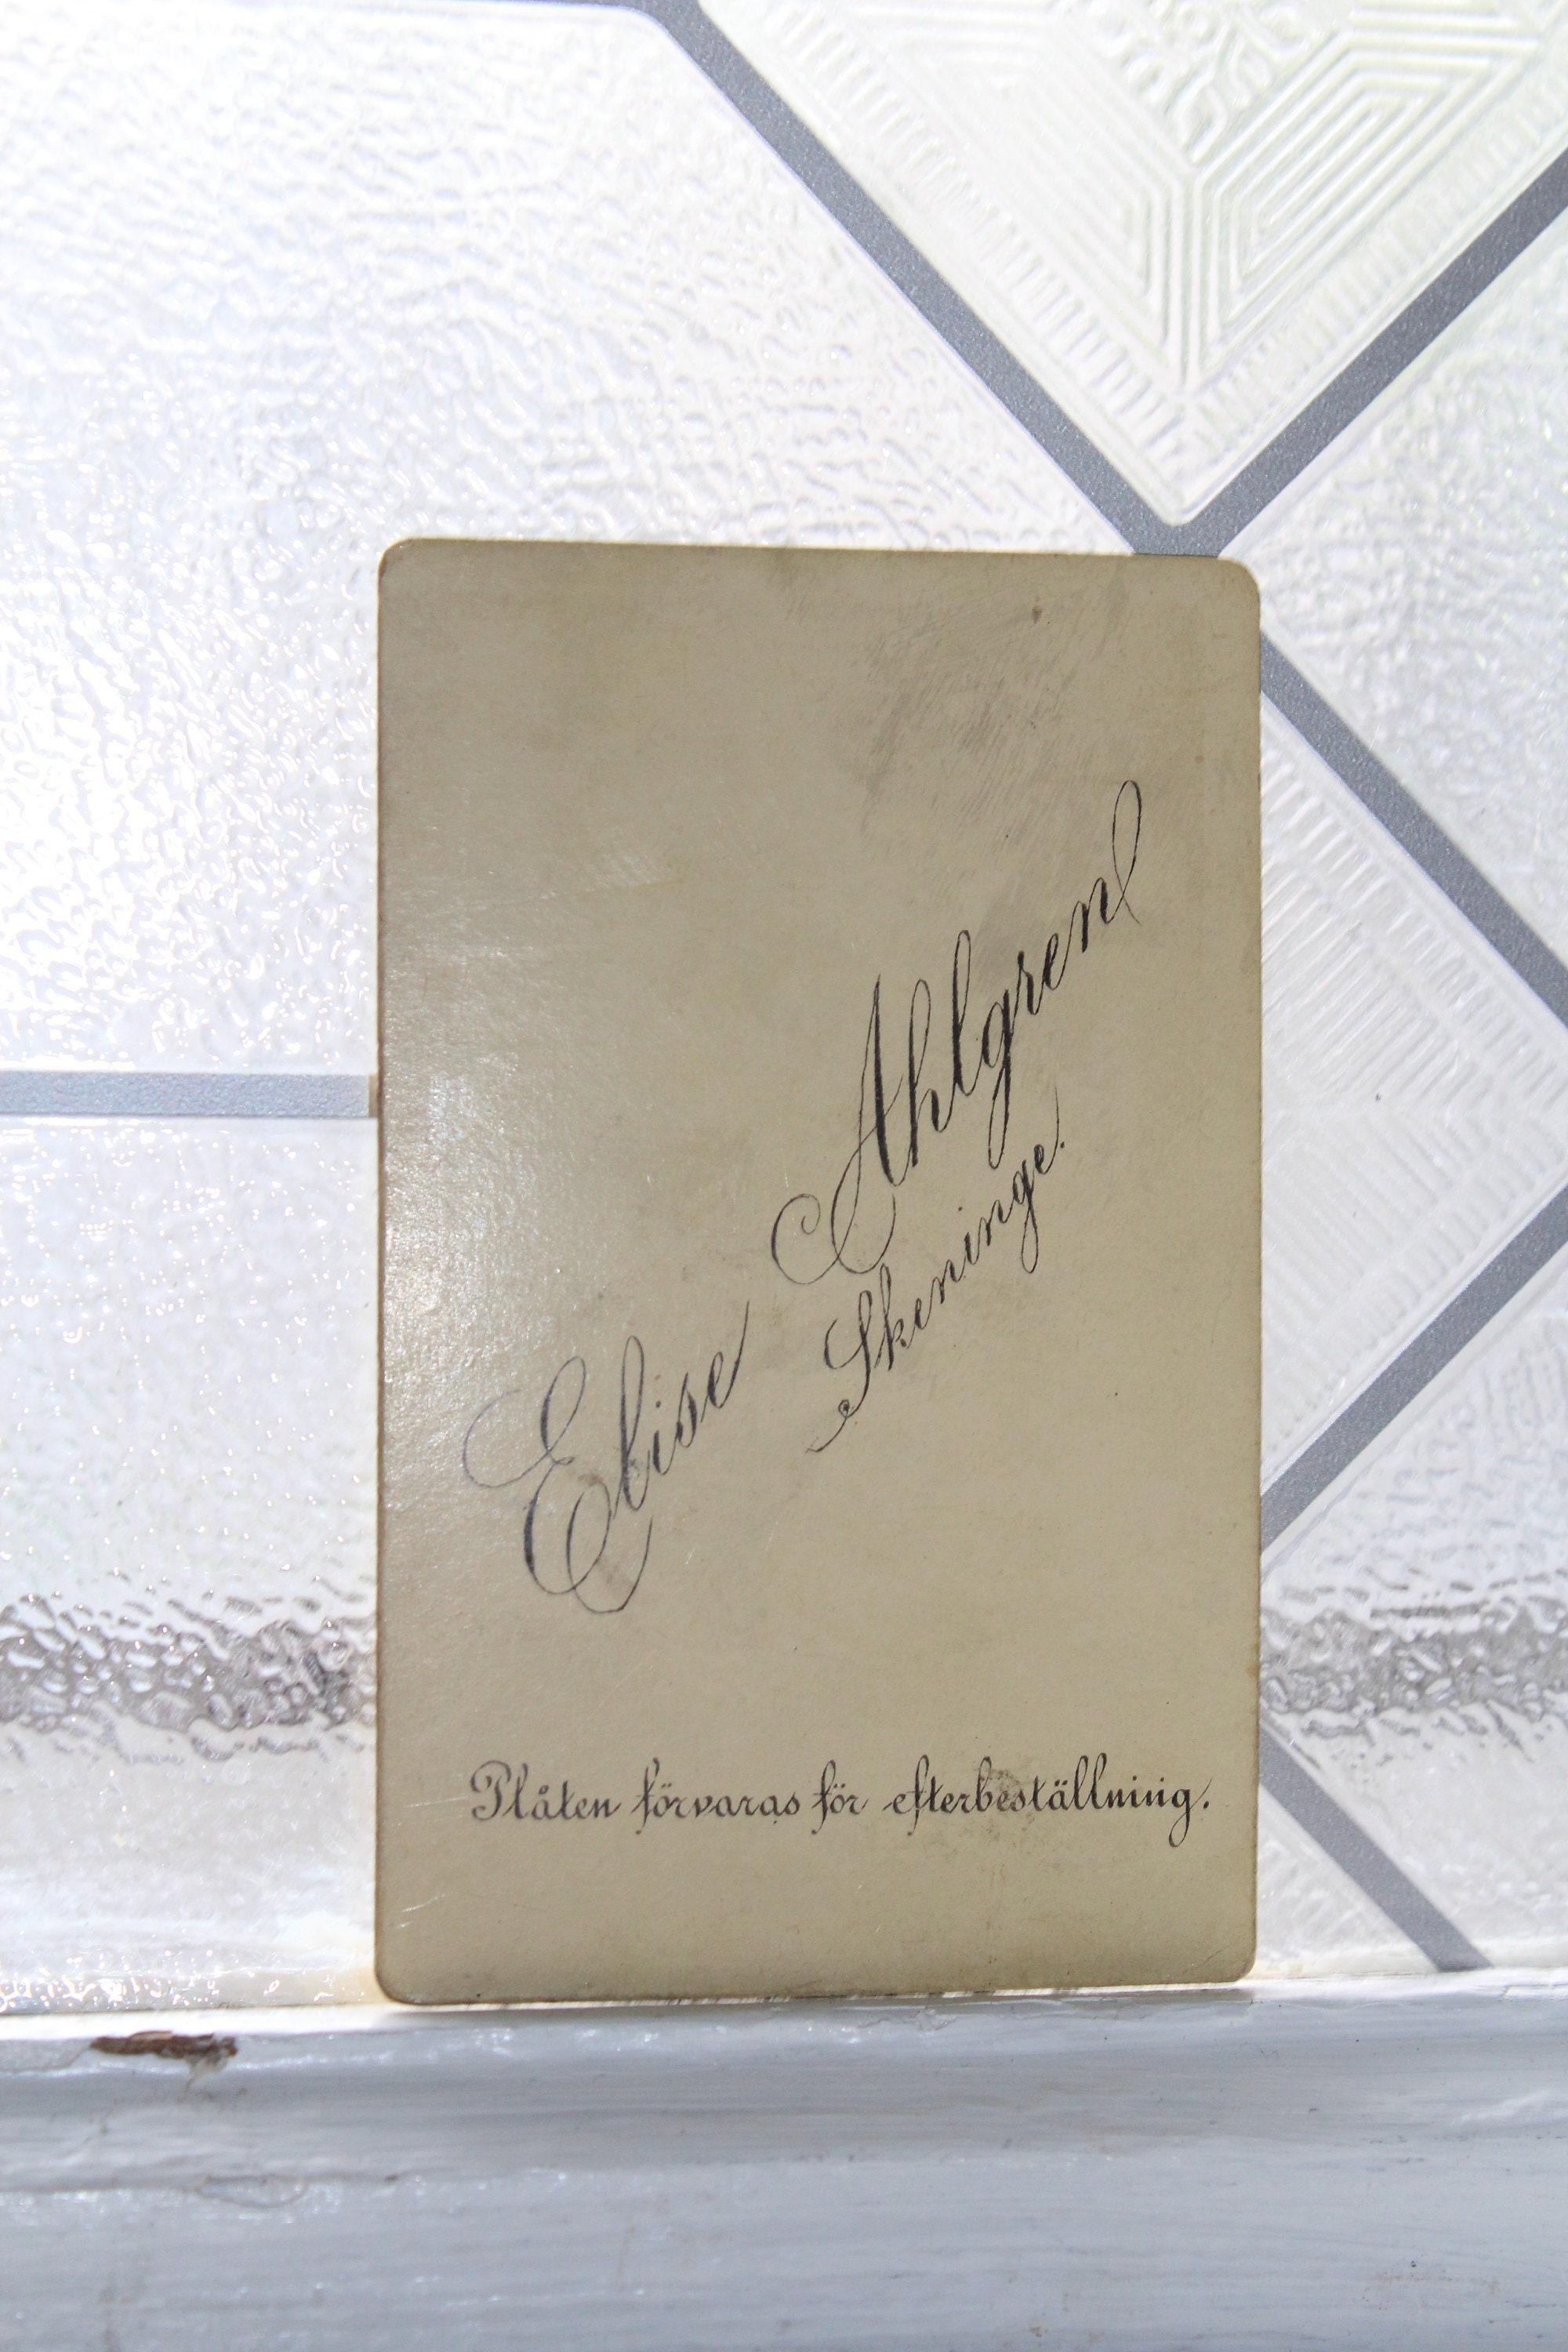 Elise Ahlgren
Skeninge.
Plåten förvaras för efterbeställning.